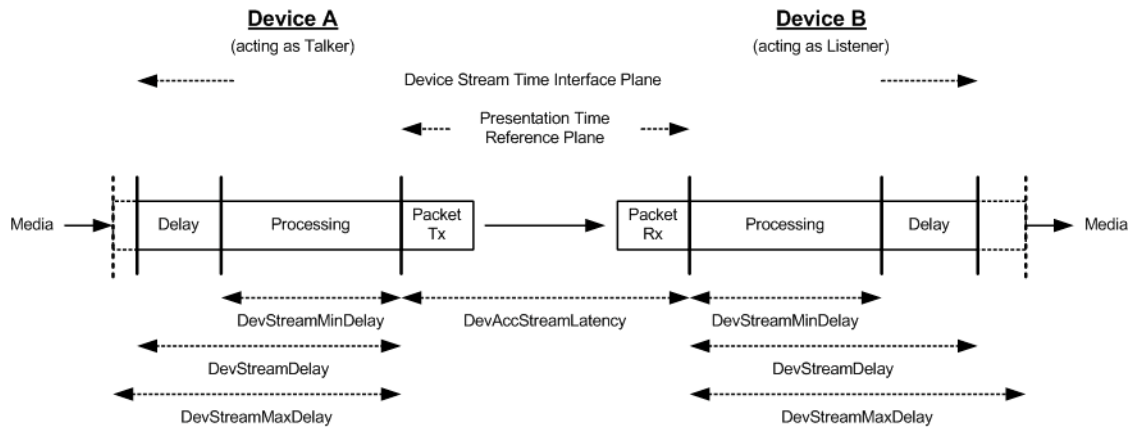 Device A
Device B
(acting as Talker)
(acting as Listener)
Device Stream Time Interface Plane
Presentation Time
Reference Plane
Media
Delay
Processing
Packet
Tx
Packet
Rx
Processing
Delay
Media
DevStreamMinDelay
DevAccStreamLatency
DevStreamMinDelay
DevStreamDelay
DevStreamDelay
DevStreamMaxDelay
DevStreamMaxDelay